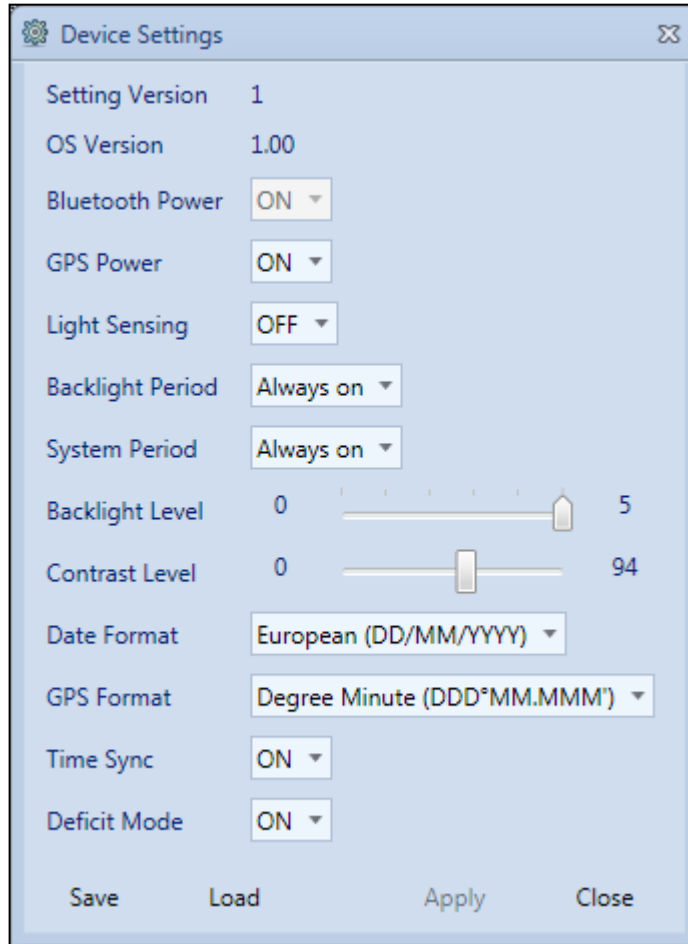 Device Settings
Setting Version 1
OS Version 1.00
Bluetooth Power ON
GPS Power ON
Light Sensing OFF
Backlight Period Always on
System Period Always on
Backlight Level 0 5
Contrast Level 0 94
Date Format European (DD/MM/YYYY)
GPS Format Degree Minute (DDD°MM.MMM')
Time Sync ON
Deficit Mode ON
Save Load Apply Close